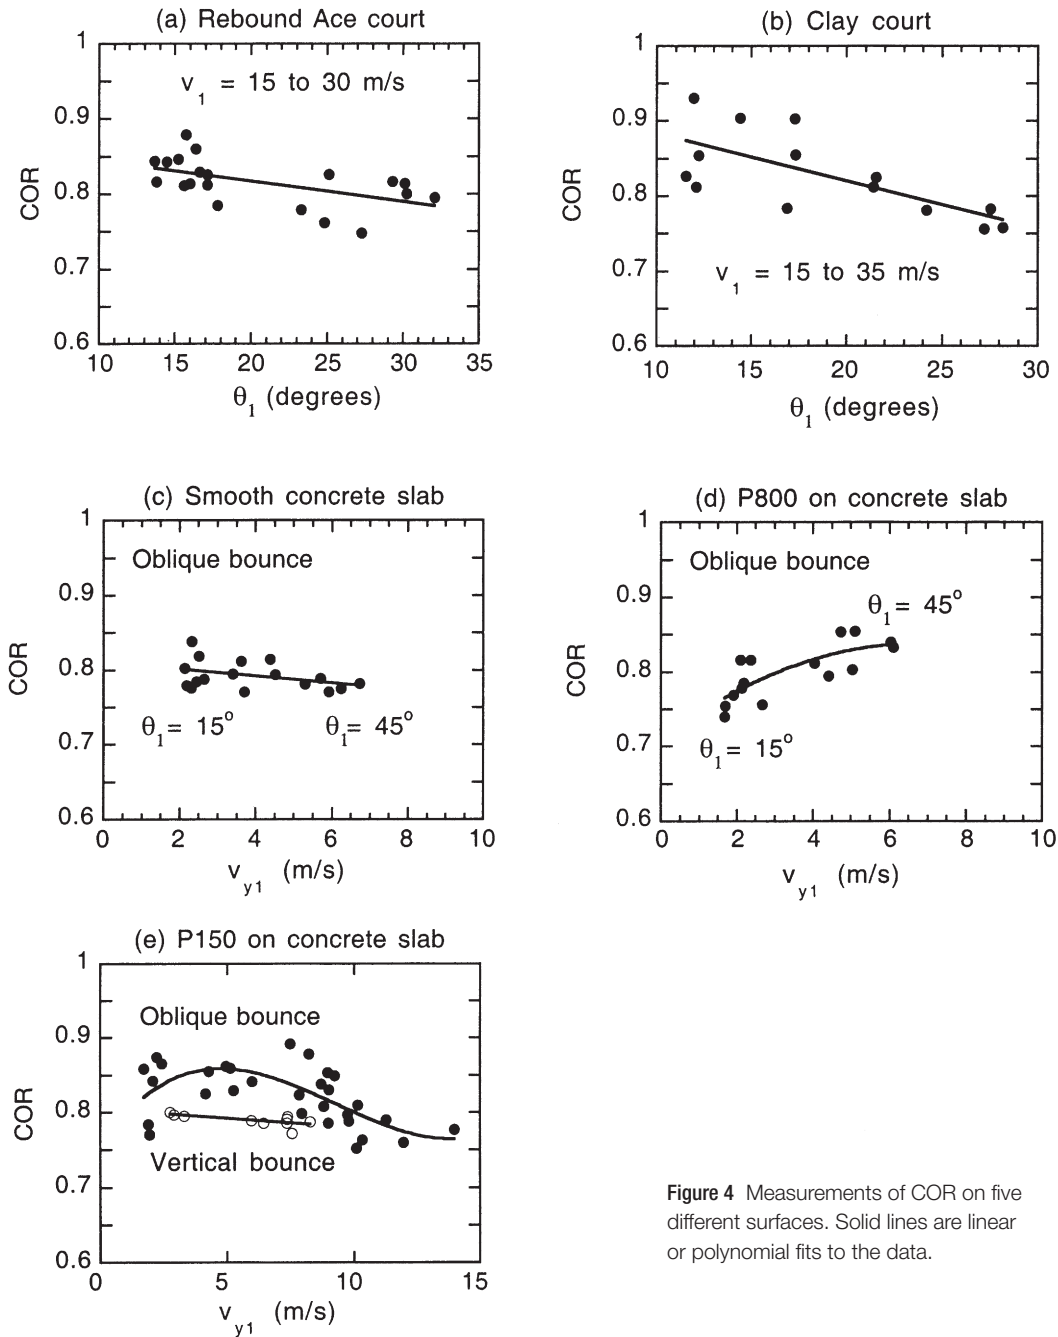 (a) Rebound Ace court
1
0.9
0.8
0.7
0.6
COR
v1 = 15 to 30 m/s
10 15 20 25 30 35
θ1 (degrees)
(b) Clay court
1
0.9
0.8
0.7
0.6
COR
v1 = 15 to 35 m/s
10 15 20 25 30
θ1 (degrees)
(c) Smooth concrete slab
1
0.9
0.8
0.7
0.6
COR
Oblique bounce
θ1= 15° θ1= 45°
0 2 4 6 8 10
vy1 (m/s)
(d) P800 on concrete slab
1
0.9
0.8
0.7
0.6
COR
Oblique bounce
θ1= 45°
θ1= 15°
0 2 4 6 8 10
vy1 (m/s)
(e) P150 on concrete slab
1
0.9
0.8
0.7
0.6
COR
Oblique bounce
Vertical bounce
0 5 10 15
vy1 (m/s)
Figure 4 Measurements of COR on five
different surfaces. Solid lines are linear
or polynomial fits to the data.